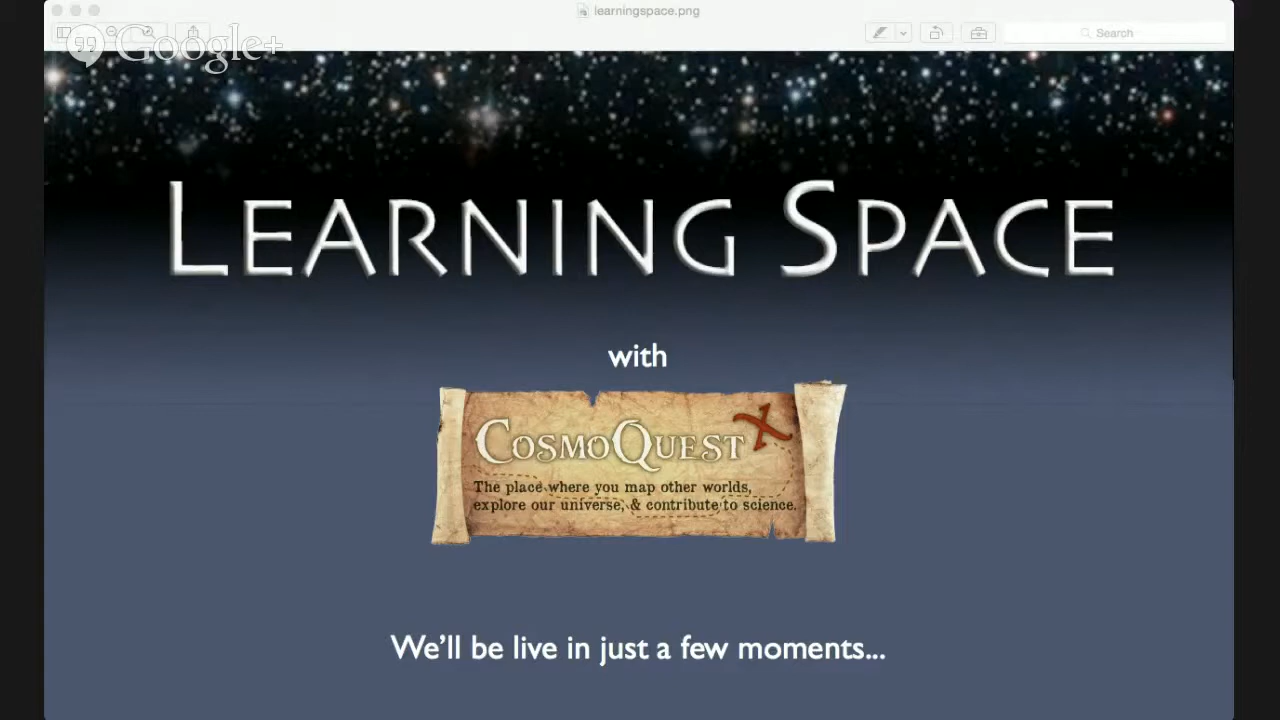 learningspace.png
Google+
Search
LEARNING SPACE
with
COSMOQUEST
The place where you map other worlds,
explore our universe, & contribute to science.
We'll be live in just a few moments...